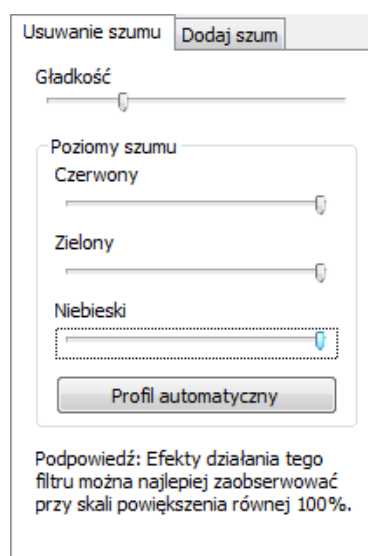 Usuwanie szumu Dodaj szum
Gładkość
Poziomy szumu
Czerwony
Zielony
Niebieski
Profil automatyczny
Podpowiedź: Efekty działania tego
filtru można najlepiej zaobserwować
przy skali powiększenia równej 100%.